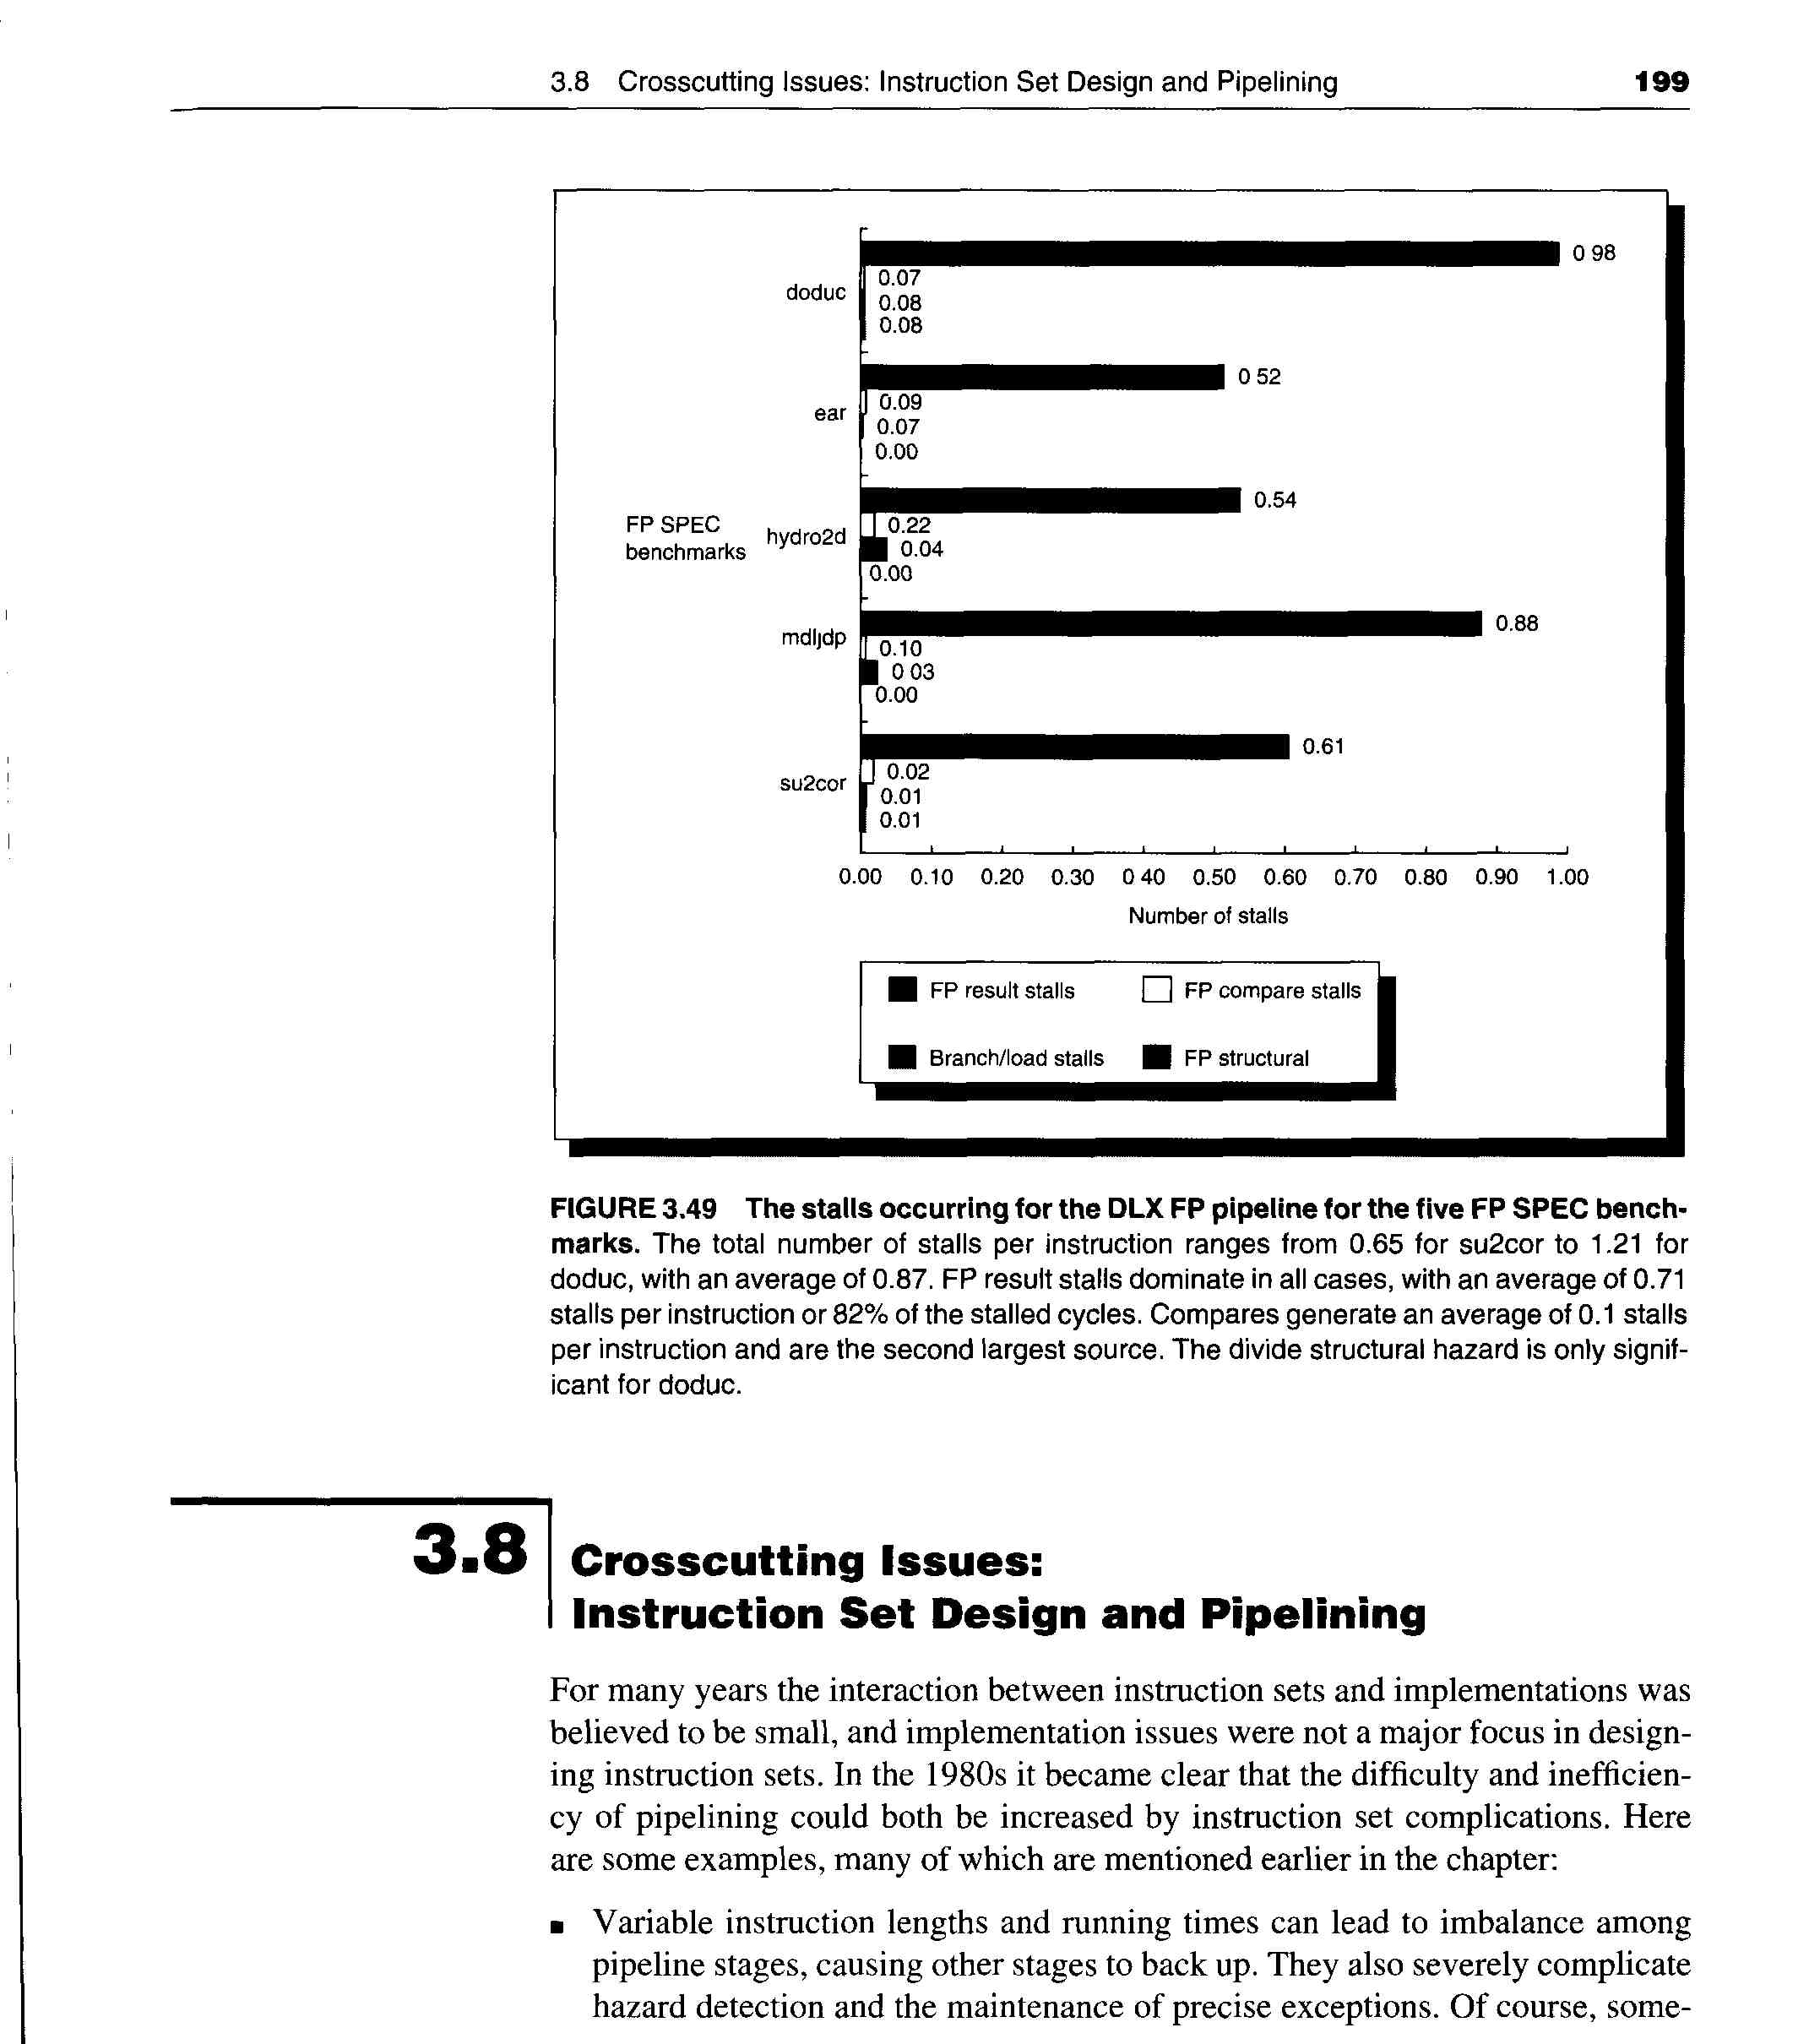 3.8 Crosscutting Issues: Instruction Set Design and Pipelining 199
0 98
doduc
0.07
0.08
0.08
0 52
ear
0.09
0.07
0.00
0.54
FP SPEC
benchmarks
hydro2d
0.22
0.04
0.00
0.88
mdljdp
0.10
0 03
0.00
0.61
su2cor
0.02
0.01
0.01
0.00 0.10 0.20 0.30 0 40 0.50 0.60 0.70 0.80 0.90 1.00
Number of stalls
FP result stalls FP compare stalls
Branch/load stalls FP structural
FIGURE 3.49 The stalls occurring for the DLX FP pipeline for the five FP SPEC bench-
marks. The total number of stalls per instruction ranges from 0.65 for su2cor to 1.21 for
doduc, with an average of 0.87. FP result stalls dominate in all cases, with an average of 0.71
stalls per instruction or 82% of the stalled cycles. Compares generate an average of 0.1 stalls
per instruction and are the second largest source. The divide structural hazard is only signif-
icant for doduc.
3.8 Crosscutting Issues:
Instruction Set Design and Pipelining
For many years the interaction between instruction sets and implementations was
believed to be small, and implementation issues were not a major focus in design-
ing instruction sets. In the 1980s it became clear that the difficulty and inefficien-
cy of pipelining could both be increased by instruction set complications. Here
are some examples, many of which are mentioned earlier in the chapter:
■ Variable instruction lengths and running times can lead to imbalance among
pipeline stages, causing other stages to back up. They also severely complicate
hazard detection and the maintenance of precise exceptions. Of course, some-